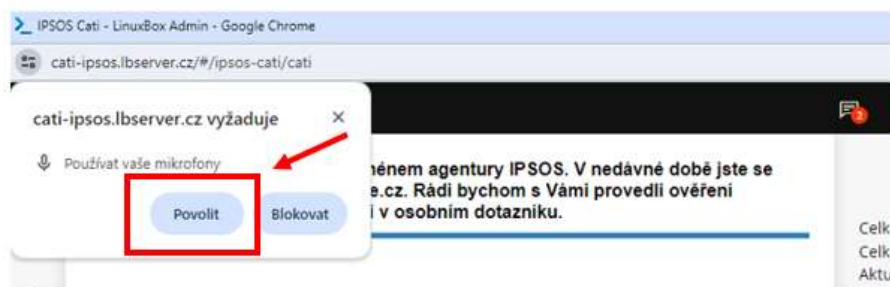 IPSOS Cati - LinuxBox Admin - Google Chrome
cati-ipsos.lbserver.cz/#/ipsos-cati/cati
cati-ipsos.lbserver.cz vyžaduje
2
Používat vaše mikrofony
Povolit
Blokovat
ménem agentury IPSOS. V nedávné době jste se
e.cz. Rádi bychom s Vámi provedli ověření
i v osobním dotazníku.
Celk
Celk
Aktu